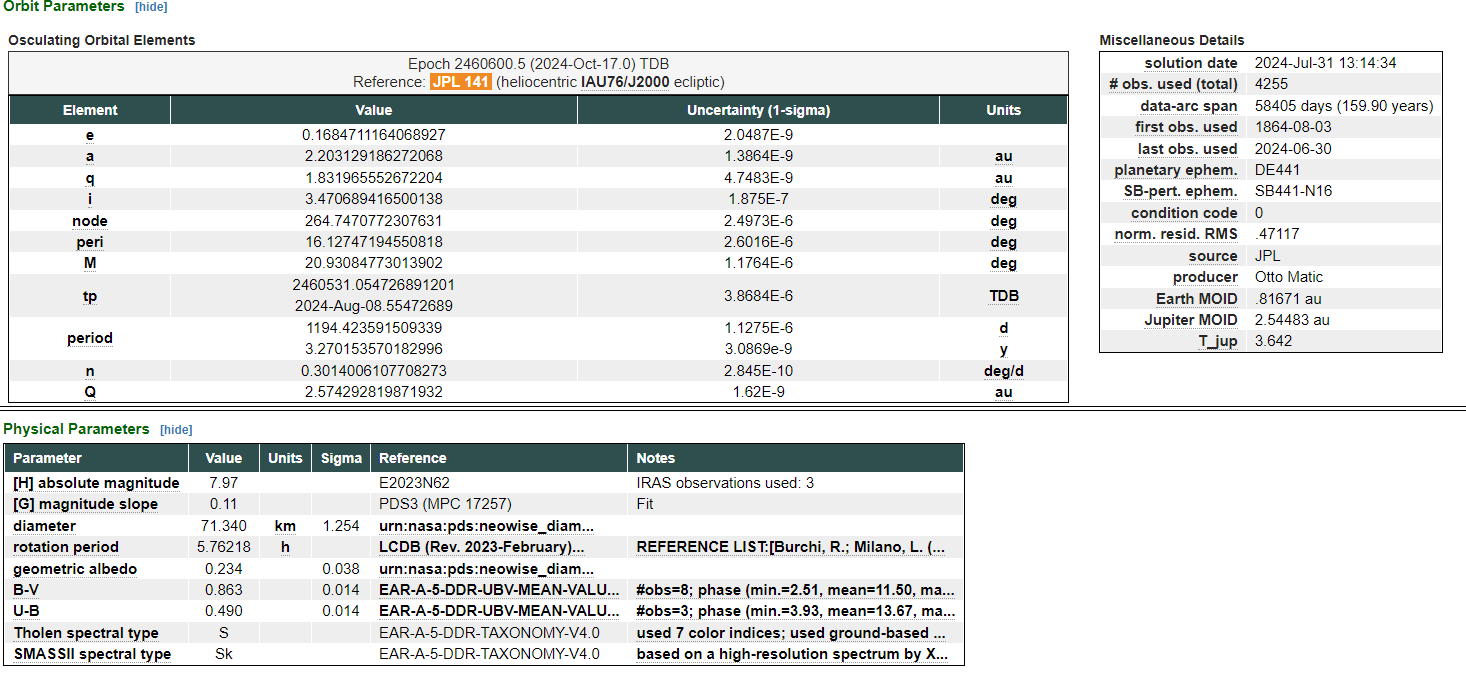 Orbit Parameters [hide]
Osculating Orbital Elements
Epoch 2460600.5 (2024-Oct-17.0) TDB
Reference: JPL 141 (heliocentric IAU76/J2000 ecliptic)
Element Value Uncertainty (1-sigma) Units
e 0.1684711164068927 2.0487E-9
a 2.203129186272068 1.3864E-9 au
q 1.831965552672204 4.7483E-9 au
i 3.470689416500138 1.875E-7 deg
node 264.7470772307631 2.4973E-6 deg
peri 16.12747194550818 2.6016E-6 deg
M 20.93084773013902 1.1764E-6 deg
tp 2460531.054726891201 3.8684E-6 TDB
2024-Aug-08.55472689
period 1194.423591509339 1.1275E-6 d
3.270153570182996 3.0869e-9 y
n 0.3014006107708273 2.845E-10 deg/d
Q 2.574292819871932 1.62E-9 au
Miscellaneous Details
solution date 2024-Jul-31 13:14:34
# obs. used (total) 4255
data-arc span 58405 days (159.90 years)
first obs. used 1864-08-03
last obs. used 2024-06-30
planetary ephem. DE441
SB-pert. ephem. SB441-N16
condition code 0
norm. resid. RMS .47117
source JPL
producer Otto Matic
Earth MOID .81671 au
Jupiter MOID 2.54483 au
T_jup 3.642
Physical Parameters [hide]
Parameter Value Units Sigma Reference Notes
[H] absolute magnitude 7.97 E2023N62 IRAS observations used: 3
[G] magnitude slope 0.11 PDS3 (MPC 17257) Fit
diameter 71.340 km 1.254 urn:nasa:pds:neowise_diam...
rotation period 5.76218 h LCDB (Rev. 2023-February)... REFERENCE LIST:[Burchi, R.; Milano, L. (...
geometric albedo 0.234 0.038 urn:nasa:pds:neowise_diam...
B-V 0.863 0.014 EAR-A-5-DDR-UBV-MEAN-VALU... #obs=8; phase (min.=2.51, mean=11.50, ma...
U-B 0.490 0.014 EAR-A-5-DDR-UBV-MEAN-VALU... #obs=3; phase (min.=3.93, mean=13.67, ma...
Tholen spectral type S EAR-A-5-DDR-TAXONOMY-V4.0 used 7 color indices; used ground-based ...
SMASSII spectral type Sk EAR-A-5-DDR-TAXONOMY-V4.0 based on a high-resolution spectrum by X...